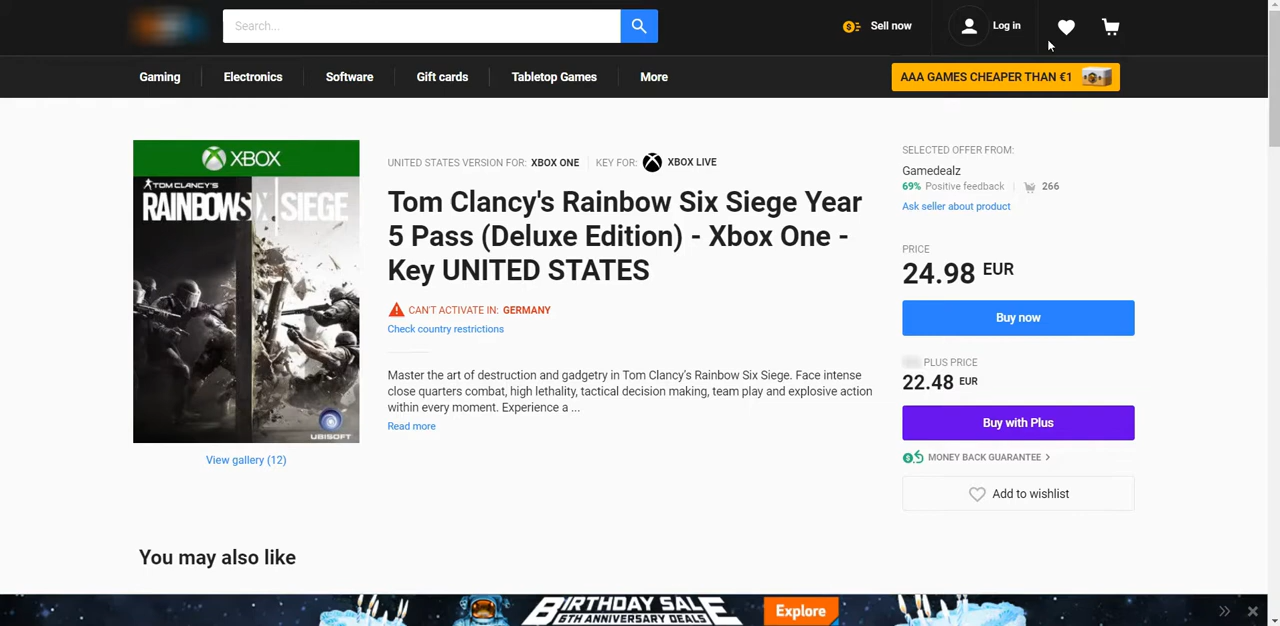 Search...
Sell now
Log in
Gaming
Electronics
Software
Gift cards
Tabletop Games
More
AAA GAMES CHEAPER THAN €1
XBOX
TOM CLANCY'S
RAINBOW SIX SIEGE
UBISOFT
View gallery (12)
UNITED STATES VERSION FOR: XBOX ONE
KEY FOR: XBOX LIVE
Tom Clancy's Rainbow Six Siege Year
5 Pass (Deluxe Edition) - Xbox One -
Key UNITED STATES
CAN'T ACTIVATE IN: GERMANY
Check country restrictions
Master the art of destruction and gadgetry in Tom Clancy's Rainbow Six Siege. Face intense
close quarters combat, high lethality, tactical decision making, team play and explosive action
within every moment. Experience a ...
Read more
SELECTED OFFER FROM:
Gamedealz
69% Positive feedback
266
Ask seller about product
PRICE
24.98 EUR
Buy now
PLUS PRICE
22.48 EUR
Buy with Plus
MONEY BACK GUARANTEE >
Add to wishlist
You may also like
BIRTHDAY SALE
6TH ANNIVERSARY DEALS
Explore